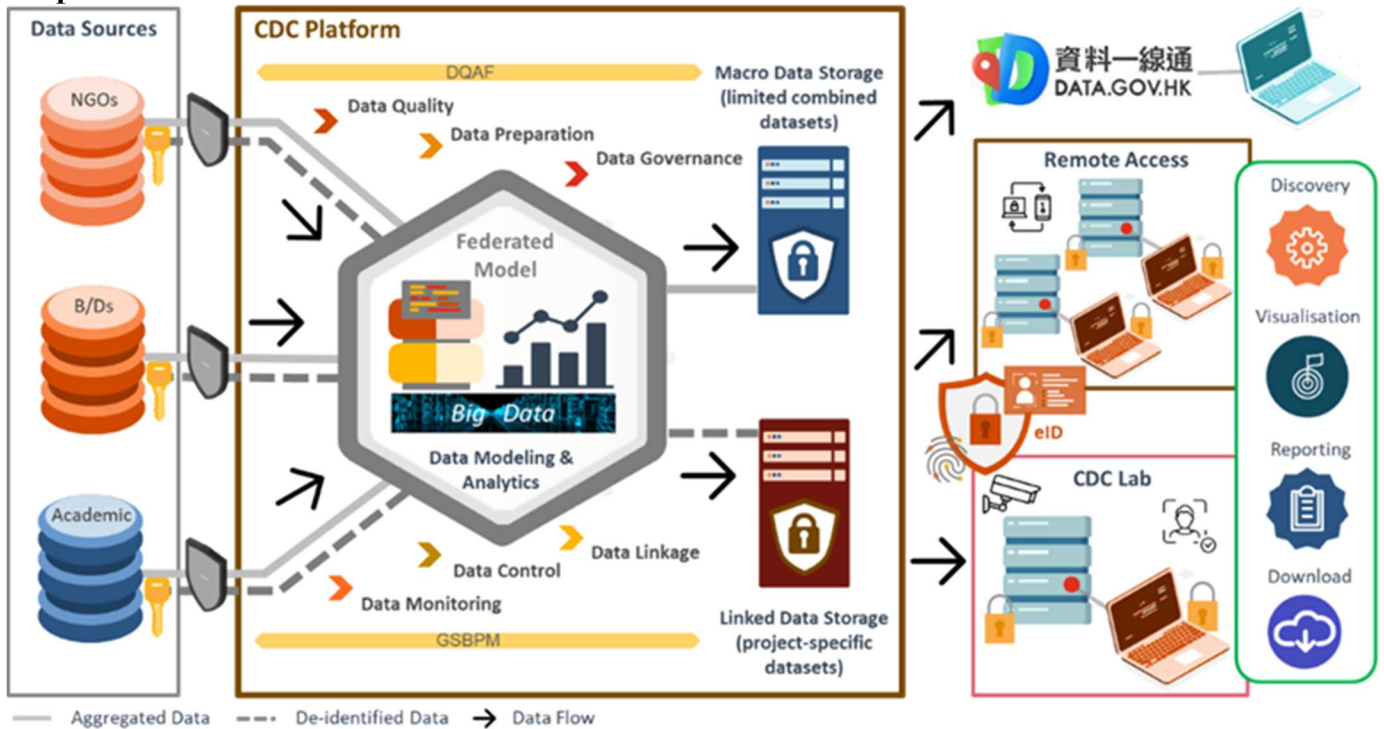 Data Sources
NGOs
B/Ds
Academic
CDC Platform
DQAF
Data Quality
Data Preparation
Data Governance
Federated
Model
Big Data
Data Modeling &
Analytics
Data Linkage
Data Control
Data Monitoring
GSBPM
Macro Data Storage
(limited combined
datasets)
Linked Data Storage
(project-specific
datasets)
資料一線通
DATA.GOV.HK
Remote Access
eID
CDC Lab
Discovery
Visualisation
Reporting
Download
Aggregated Data
De-identified Data
Data Flow